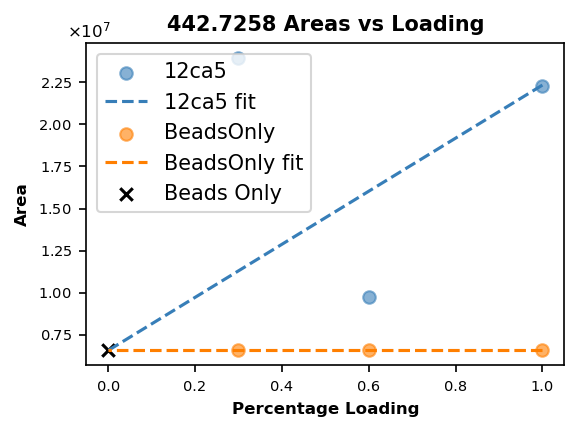 442.7258 Areas vs Loading
×10⁷
12ca5
12ca5 fit
BeadsOnly
BeadsOnly fit
Beads Only
Area
2.25
2.00
1.75
1.50
1.25
1.00
0.75
0.0 0.2 0.4 0.6 0.8 1.0
Percentage Loading